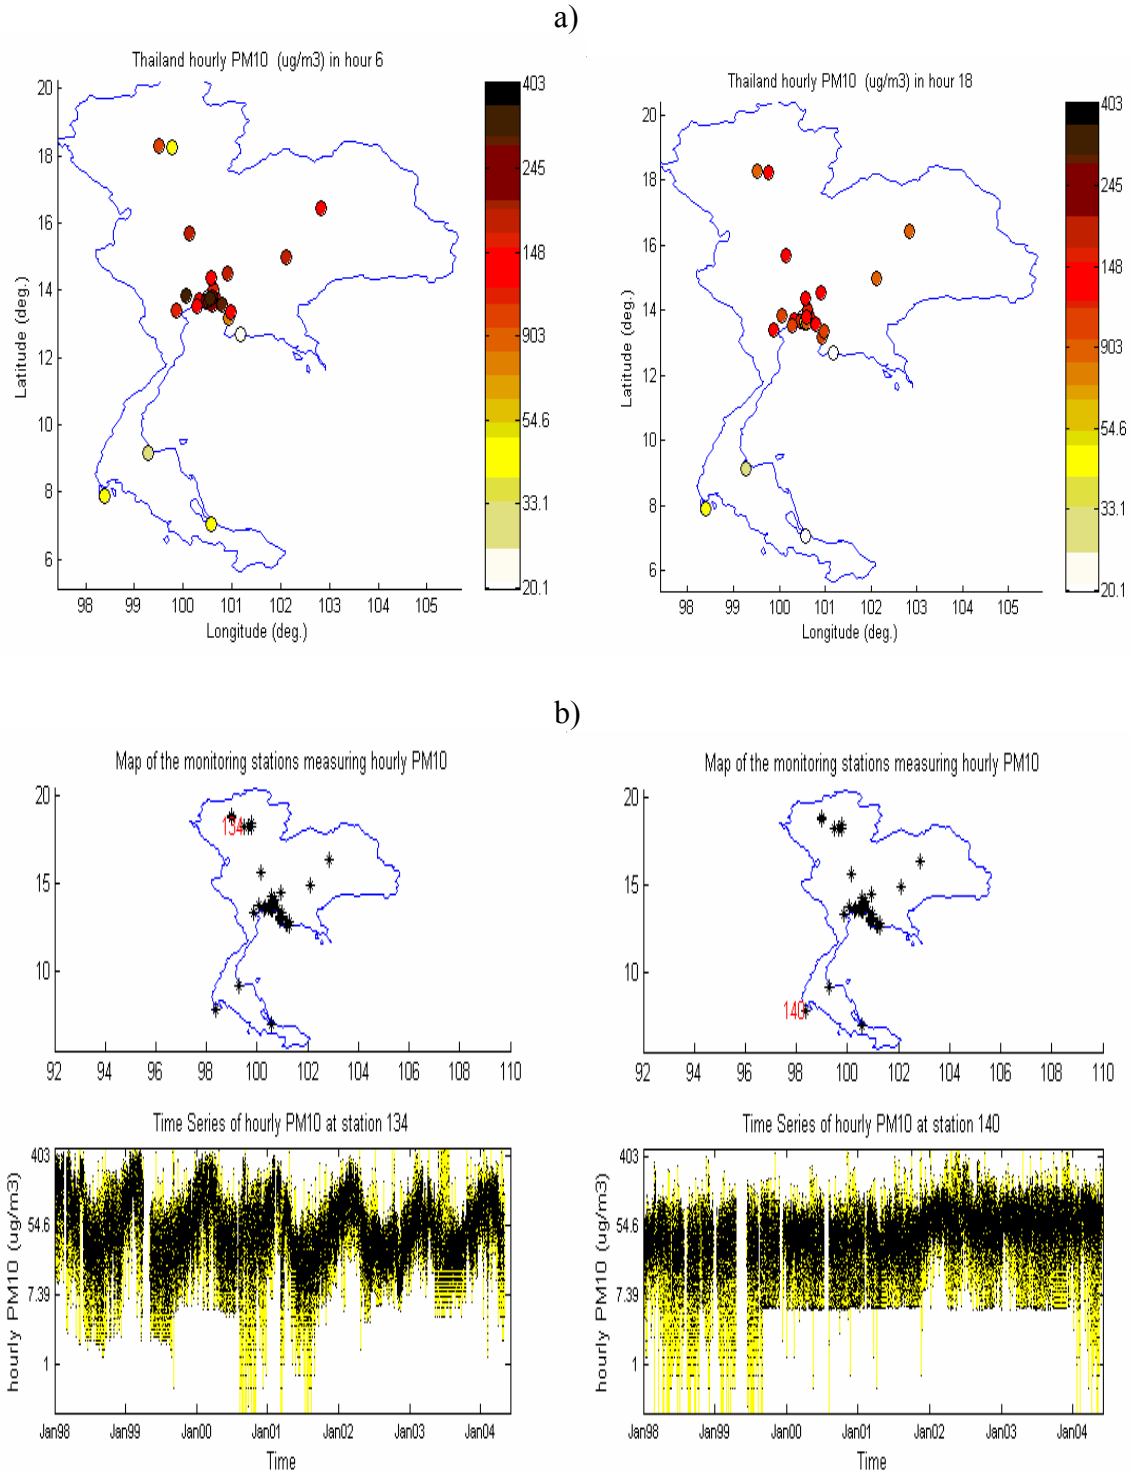 a)
Thailand hourly PM10 (ug/m3) in hour 6
20
18
16
14
12
10
8
6
98 99 100 101 102 103 104 105
Longitude (deg.)
Latitude (deg.)
403
245
148
903
54.6
33.1
20.1
Thailand hourly PM10 (ug/m3) in hour 18
20
18
16
14
12
10
8
6
98 99 100 101 102 103 104 105
Longitude (deg.)
Latitude (deg.)
403
245
148
903
54.6
33.1
20.1
b)
Map of the monitoring stations measuring hourly PM10
20
15
10
134
92 94 96 98 100 102 104 106 108 110
Map of the monitoring stations measuring hourly PM10
20
15
10
140
92 94 96 98 100 102 104 106 108 110
Time Series of hourly PM10 at station 134
hourly PM10 (ug/m3)
403
54.6
7.39
1
Jan98 Jan99 Jan00 Jan01 Jan02 Jan03 Jan04
Time
Time Series of hourly PM10 at station 140
hourly PM10 (ug/m3)
403
54.6
7.39
1
Jan98 Jan99 Jan00 Jan01 Jan02 Jan03 Jan04
Time